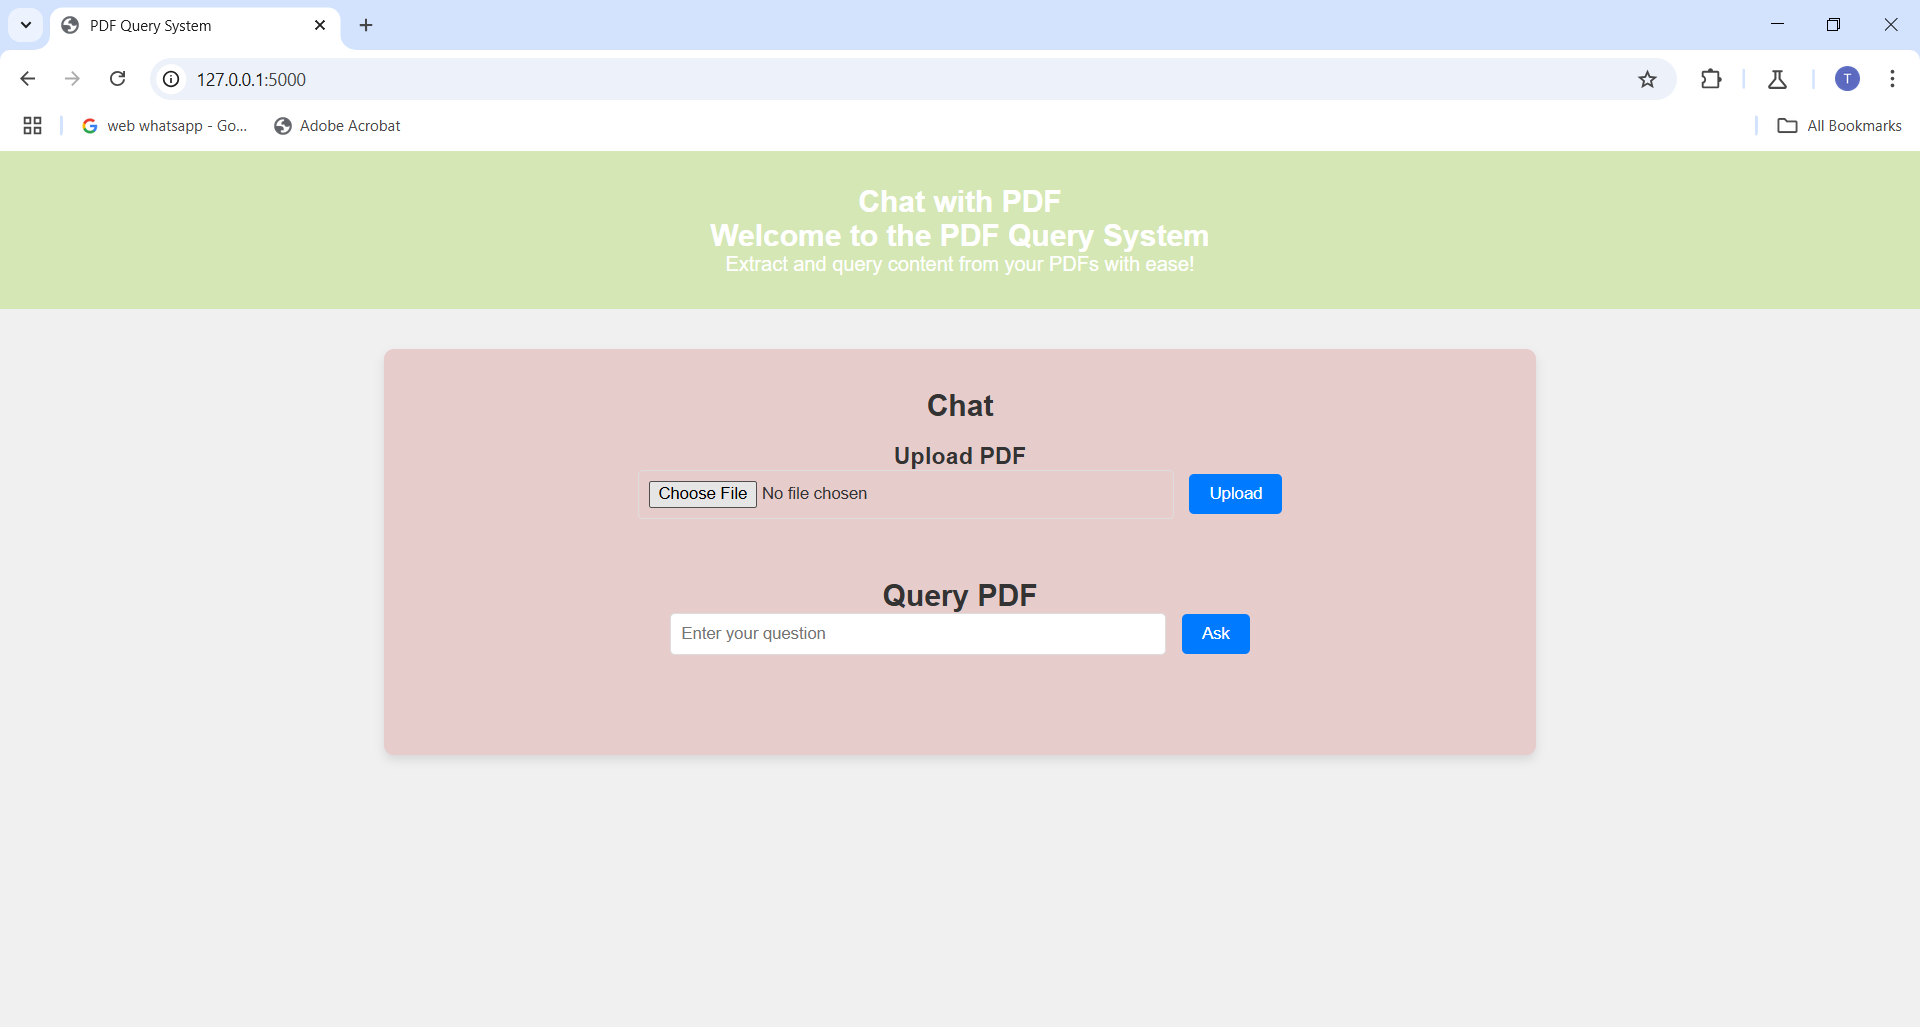 PDF Query System
127.0.0.1:5000
T
web whatsapp - Go...
Adobe Acrobat
All Bookmarks
Chat with PDF
Welcome to the PDF Query System
Extract and query content from your PDFs with ease!
Chat
Upload PDF
Choose File No file chosen
Upload
Query PDF
Enter your question
Ask